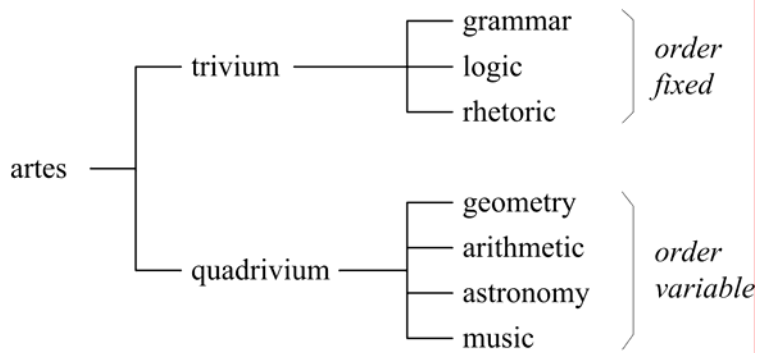 artes
trivium
grammar
logic
rhetoric
order
fixed
quadrivium
geometry
arithmetic
astronomy
music
order
variable